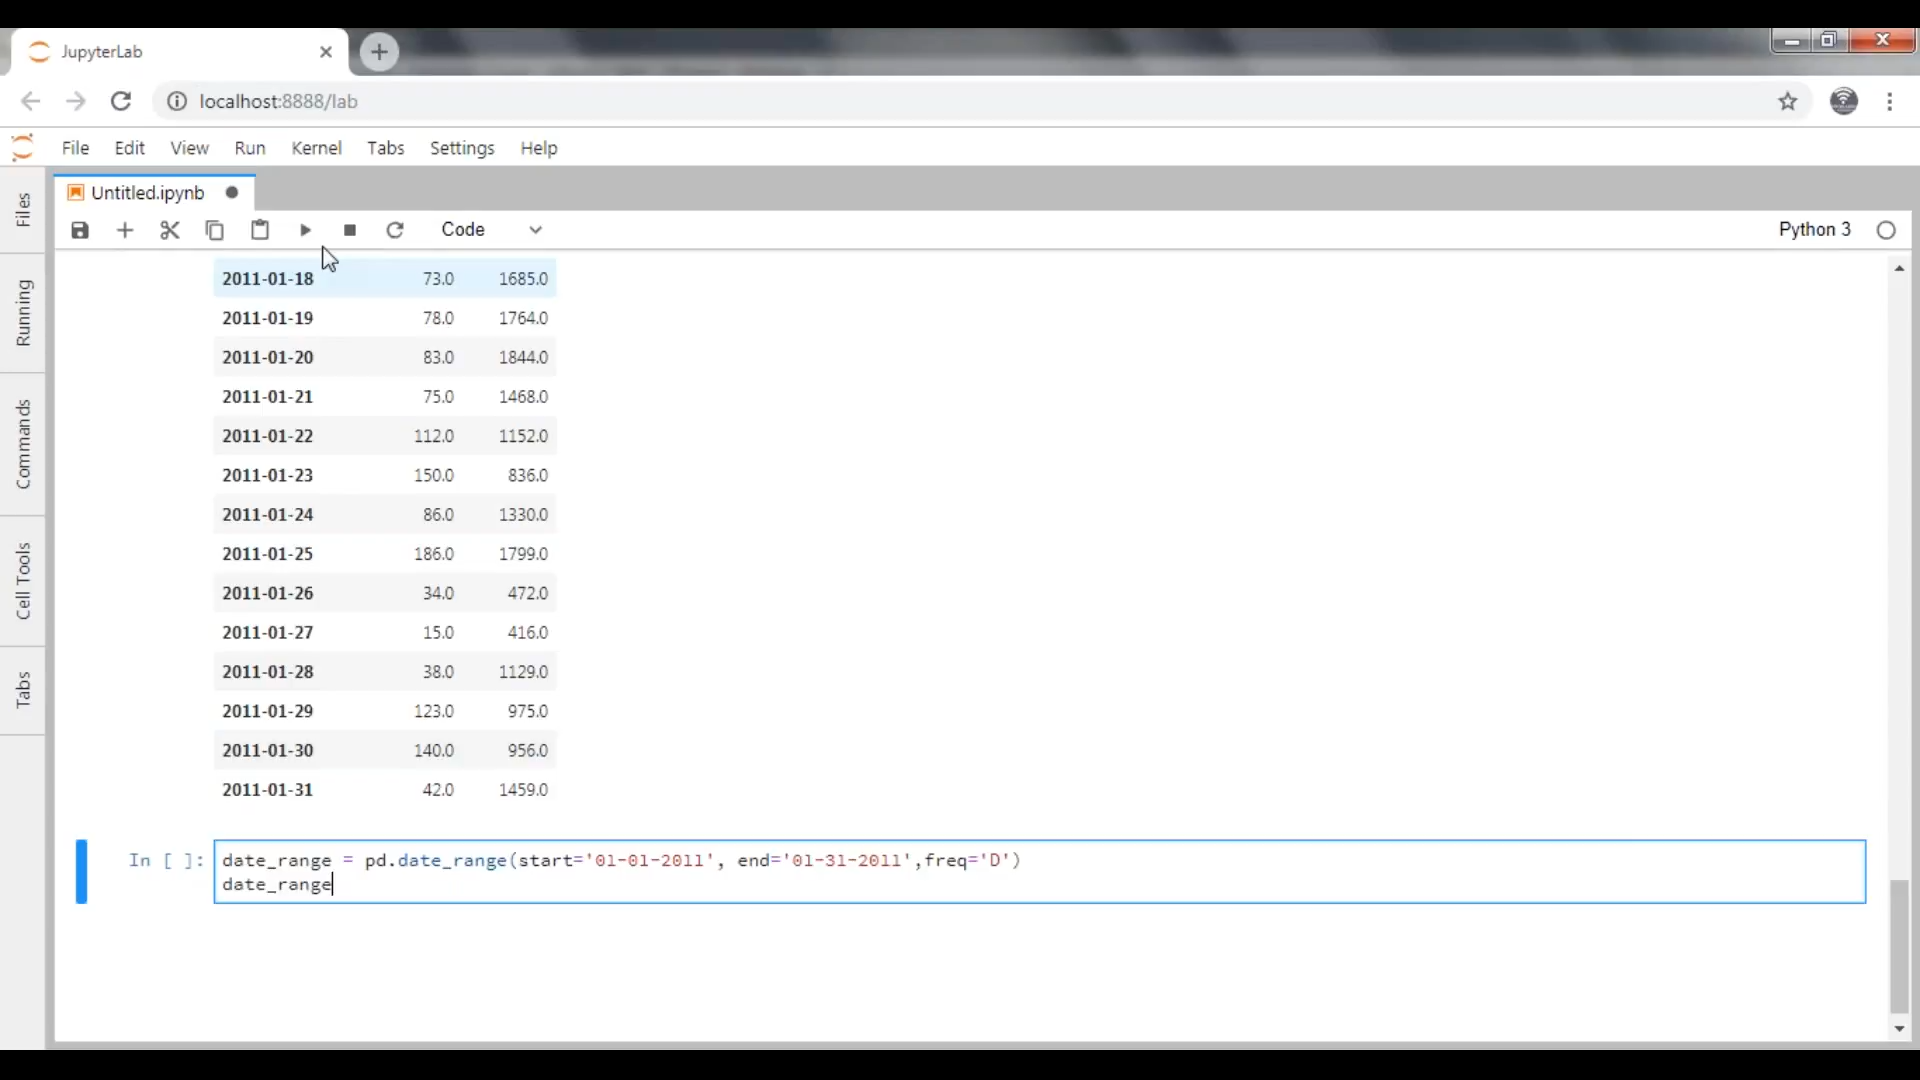 JupyterLab
localhost:8888/lab
File Edit View Run Kernel Tabs Settings Help
Untitled.ipynb
Code
Python 3
Files
Running
Commands
Cell Tools
Tabs
2011-01-18 73.0 1685.0
2011-01-19 78.0 1764.0
2011-01-20 83.0 1844.0
2011-01-21 75.0 1468.0
2011-01-22 112.0 1152.0
2011-01-23 150.0 836.0
2011-01-24 86.0 1330.0
2011-01-25 186.0 1799.0
2011-01-26 34.0 472.0
2011-01-27 15.0 416.0
2011-01-28 38.0 1129.0
2011-01-29 123.0 975.0
2011-01-30 140.0 956.0
2011-01-31 42.0 1459.0
In [ ]: date_range = pd.date_range(start='01-01-2011', end='01-31-2011',freq='D')
date_range